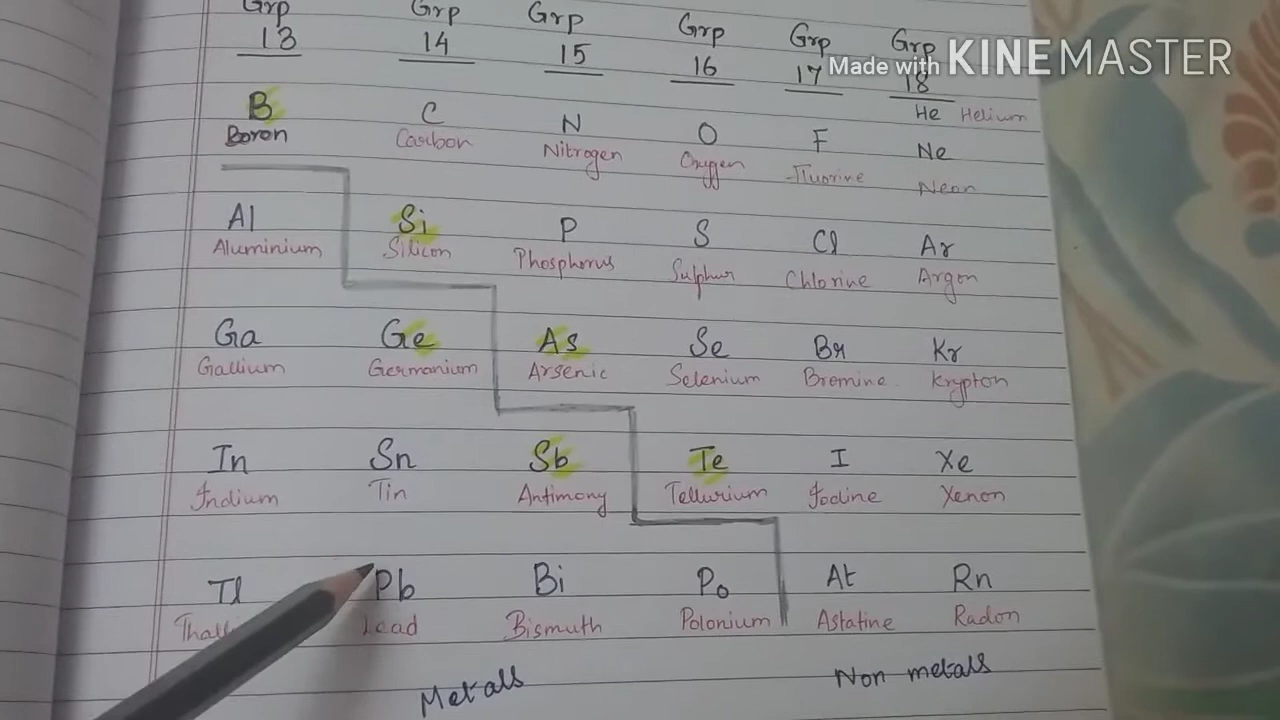 Grp Grp Grp Grp Grp Grp
13 14 15 16 17 18
Made with KINEMASTER
He Helium
B C N O F Ne
Boron Carbon Nitrogen Oxygen Fluorine Neon
Al Si P S Cl Ar
Aluminium Silicon Phosphorus Sulphur Chlorine Argon
Ga Ge As Se Br Kr
Gallium Germanium Arsenic Selenium Bromine Krypton
In Sn Sb Te I Xe
Indium Tin Antimony Tellurium Iodine Xenon
Tl Pb Bi Po At Rn
Lead Bismuth Polonium Astatine Radon
Metals Non metals